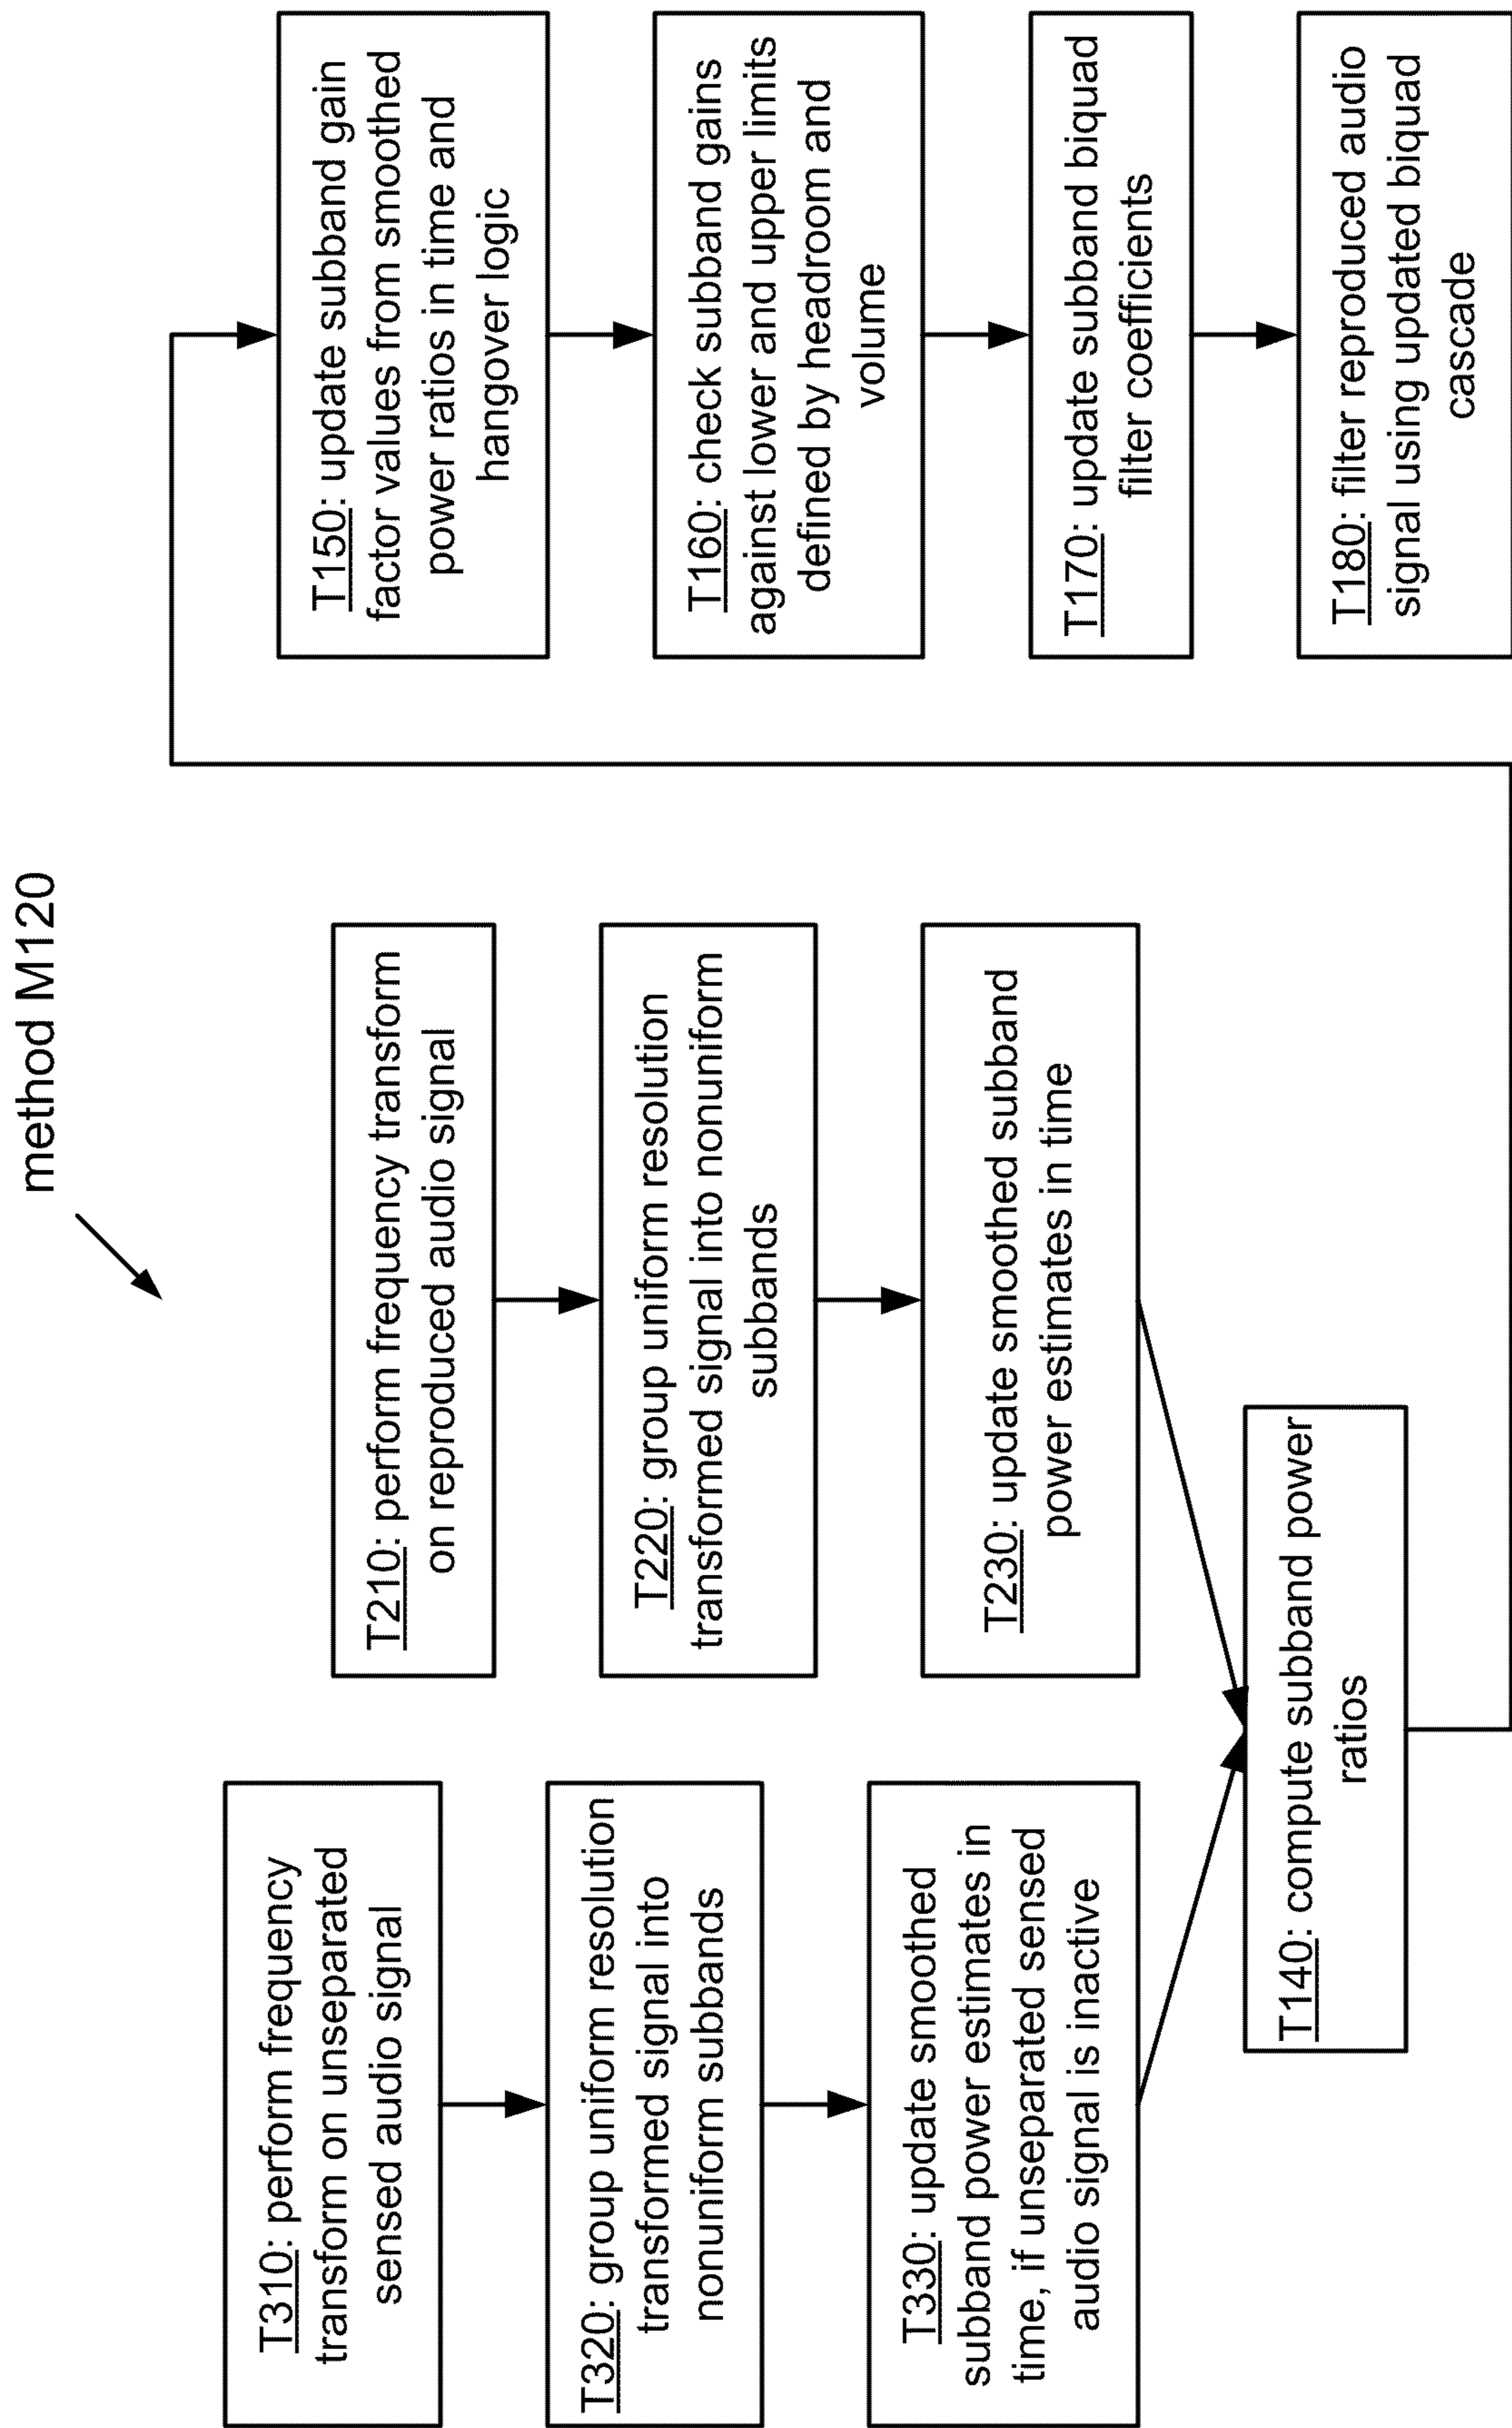 method M120
T310: perform frequency
transform on unseparated
sensed audio signal
T320: group uniform resolution
transformed signal into
nonuniform subbands
T330: update smoothed
subband power estimates in
time, if unseparated sensed
audio signal is inactive
T210: perform frequency transform
on reproduced audio signal
T220: group uniform resolution
transformed signal into nonuniform
subbands
T230: update smoothed subband
power estimates in time
T140: compute subband power
ratios
T150: update subband gain
factor values from smoothed
power ratios in time and
hangover logic
T160: check subband gains
against lower and upper limits
defined by headroom and
volume
T170: update subband biquad
filter coefficients
T180: filter reproduced audio
signal using updated biquad
cascade